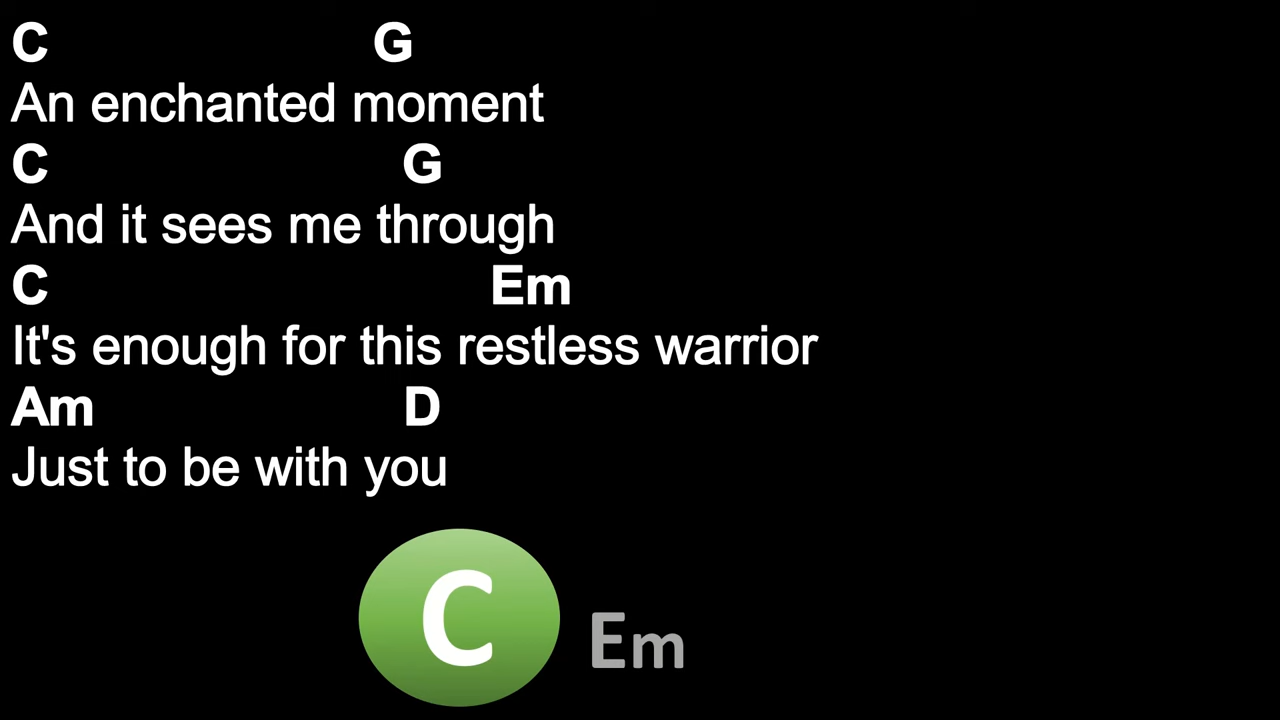 C G
An enchanted moment
C G
And it sees me through
C Em
It's enough for this restless warrior
Am D
Just to be with you
C Em